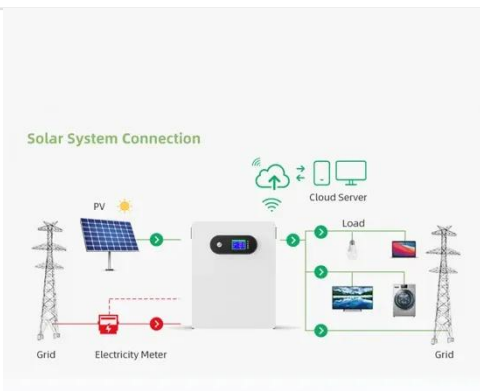 Solar System Connection
Cloud Server
PV
Load
Grid
Electricity Meter
Grid